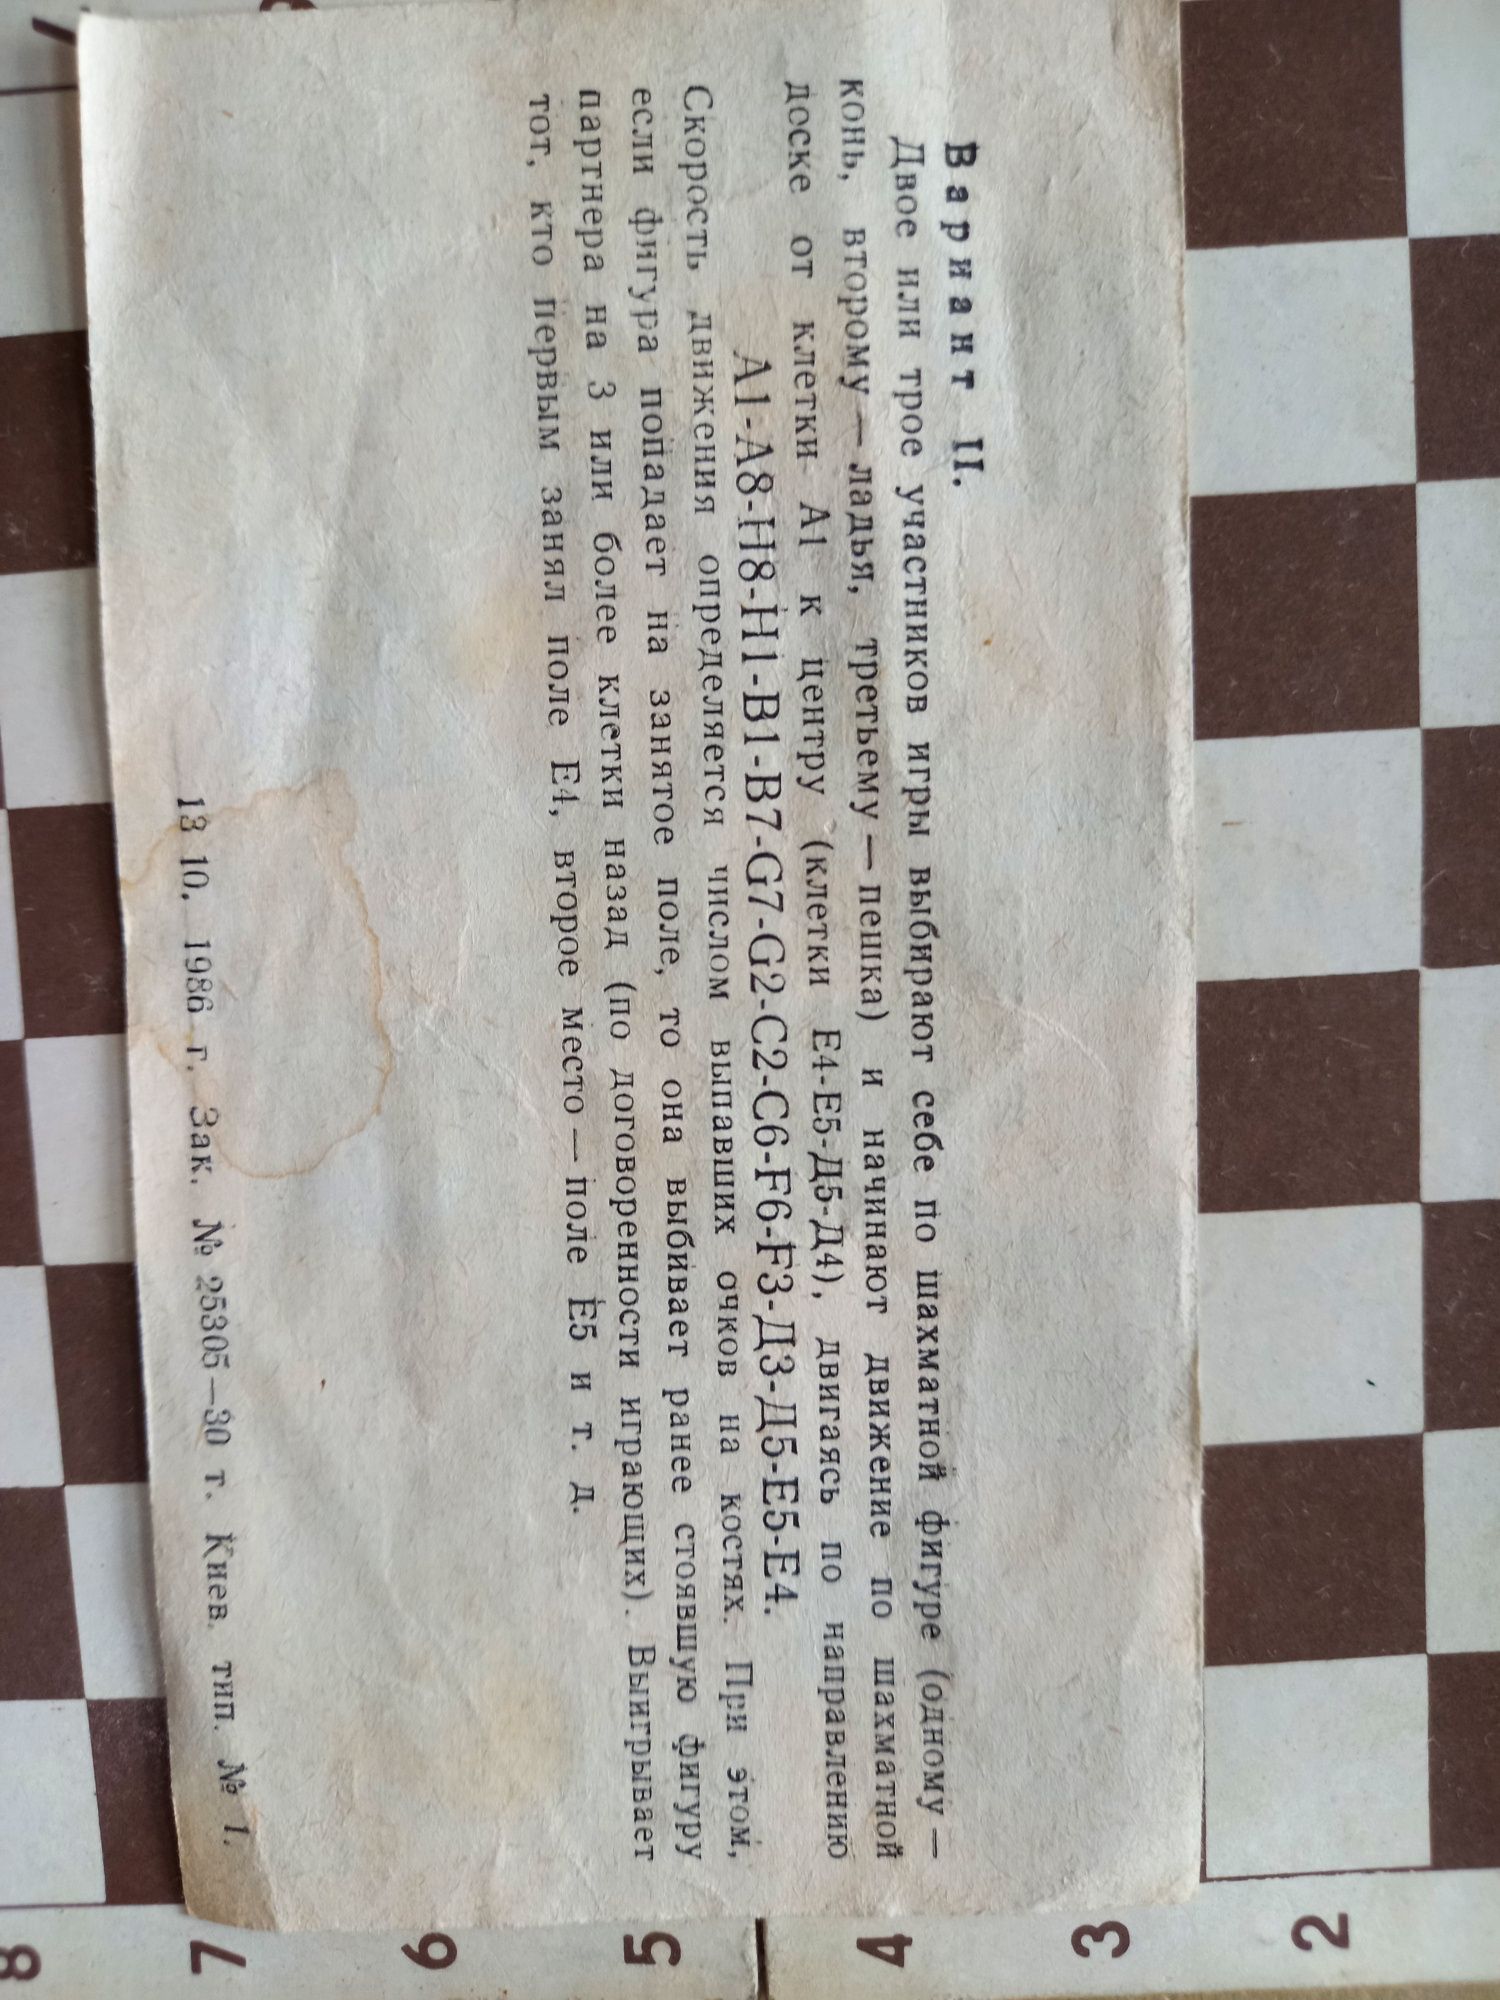 Вариант II.
Двое или трое участников игры выбирают себе по шахматной фигуре (одному —
конь, второму — ладья, третьему — пешка) и начинают движение по шахматной
доске от клетки А1 к центру (клетки Е4-Е5-Д5-Д4), двигаясь по направлению
А1-А8-Н8-Н1-В1-В7-G7-G2-С2-С6-F6-F3-Д3-Д5-Е5-Е4.
Скорость движения определяется числом выпавших очков на костях. При этом,
если фигура попадает на занятое поле, то она выбивает ранее стоявшую фигуру
партнера на 3 или более клетки назад (по договоренности играющих). Выигрывает
тот, кто первым занял поле Е4, второе место — поле Е5 и т. д.
13 10. 1986 г. Зак. № 25305—30 т. Киев. тип. № 1.
8 7 6 5 4 3 2